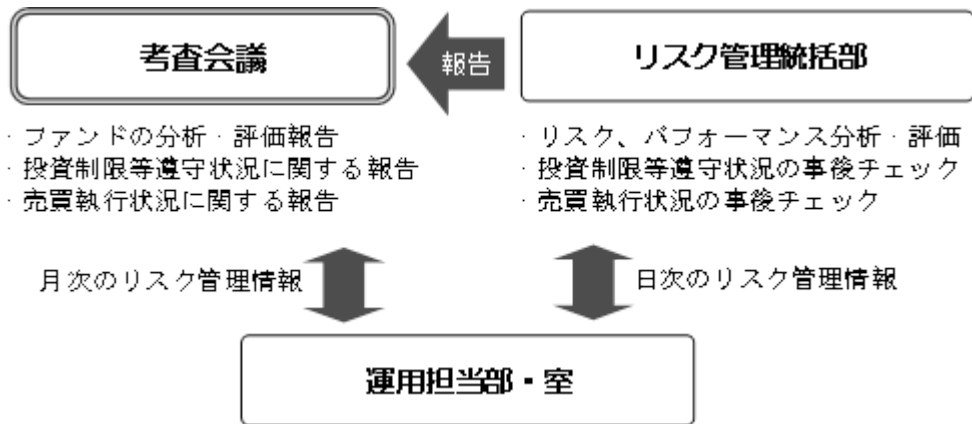 考査会議
報告
リスク管理統括部
・ファンドの分析・評価報告
・投資制限等遵守状況に関する報告
・売買執行状況に関する報告
・リスク、パフォーマンス分析・評価
・投資制限等遵守状況の事後チェック
・売買執行状況の事後チェック
月次のリスク管理情報
日次のリスク管理情報
運用担当部・室